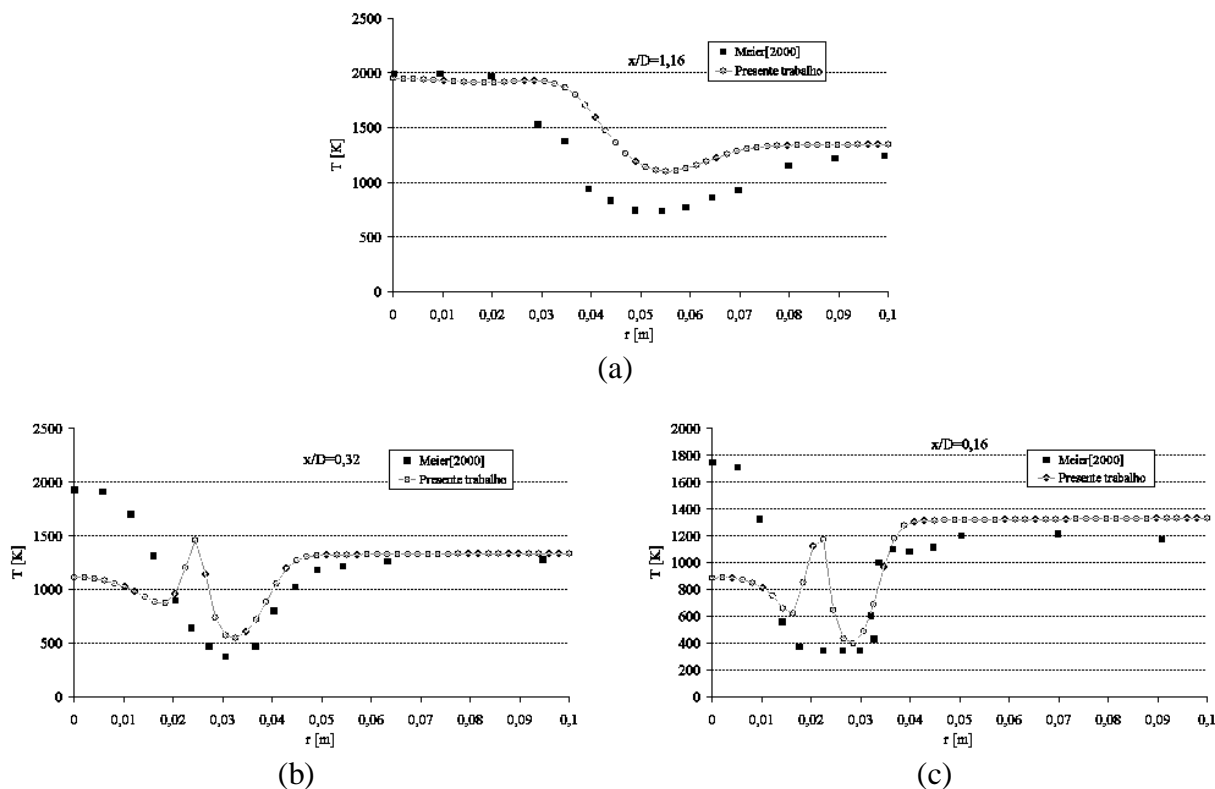 2500
2000
1500
1000
500
0
T [K]
x/D=1,16
Meier[2000]
Presente trabalho
0 0,01 0,02 0,03 0,04 0,05 0,06 0,07 0,08 0,09 0,1
r [m]
(a)
2500
2000
1500
1000
500
0
T [K]
x/D=0,32
Meier[2000]
Presente trabalho
0 0,01 0,02 0,03 0,04 0,05 0,06 0,07 0,08 0,09 0,1
r [m]
(b)
2000
1800
1600
1400
1200
1000
800
600
400
200
0
T [K]
x/D=0,16
Meier[2000]
Presente trabalho
0 0,01 0,02 0,03 0,04 0,05 0,06 0,07 0,08 0,09 0,1
r [m]
(c)